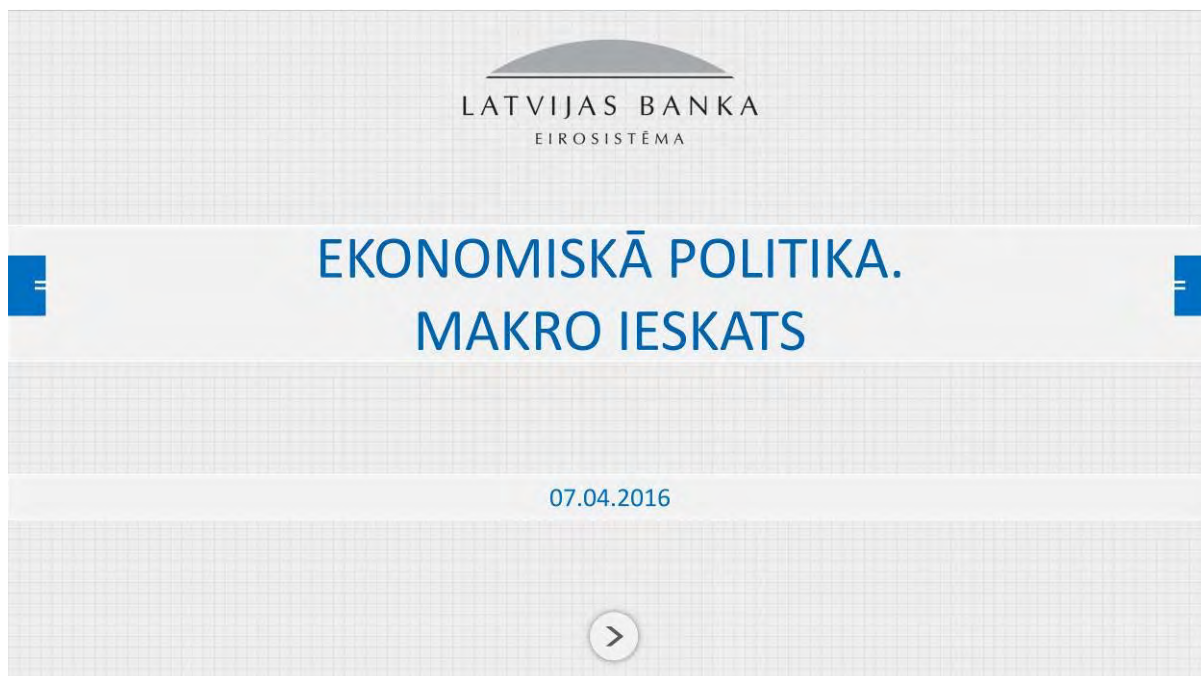 LATVIJAS BANKA
EIROSISTĒMA
EKONOMISKĀ POLITIKA.
MAKRO IESKATS
07.04.2016